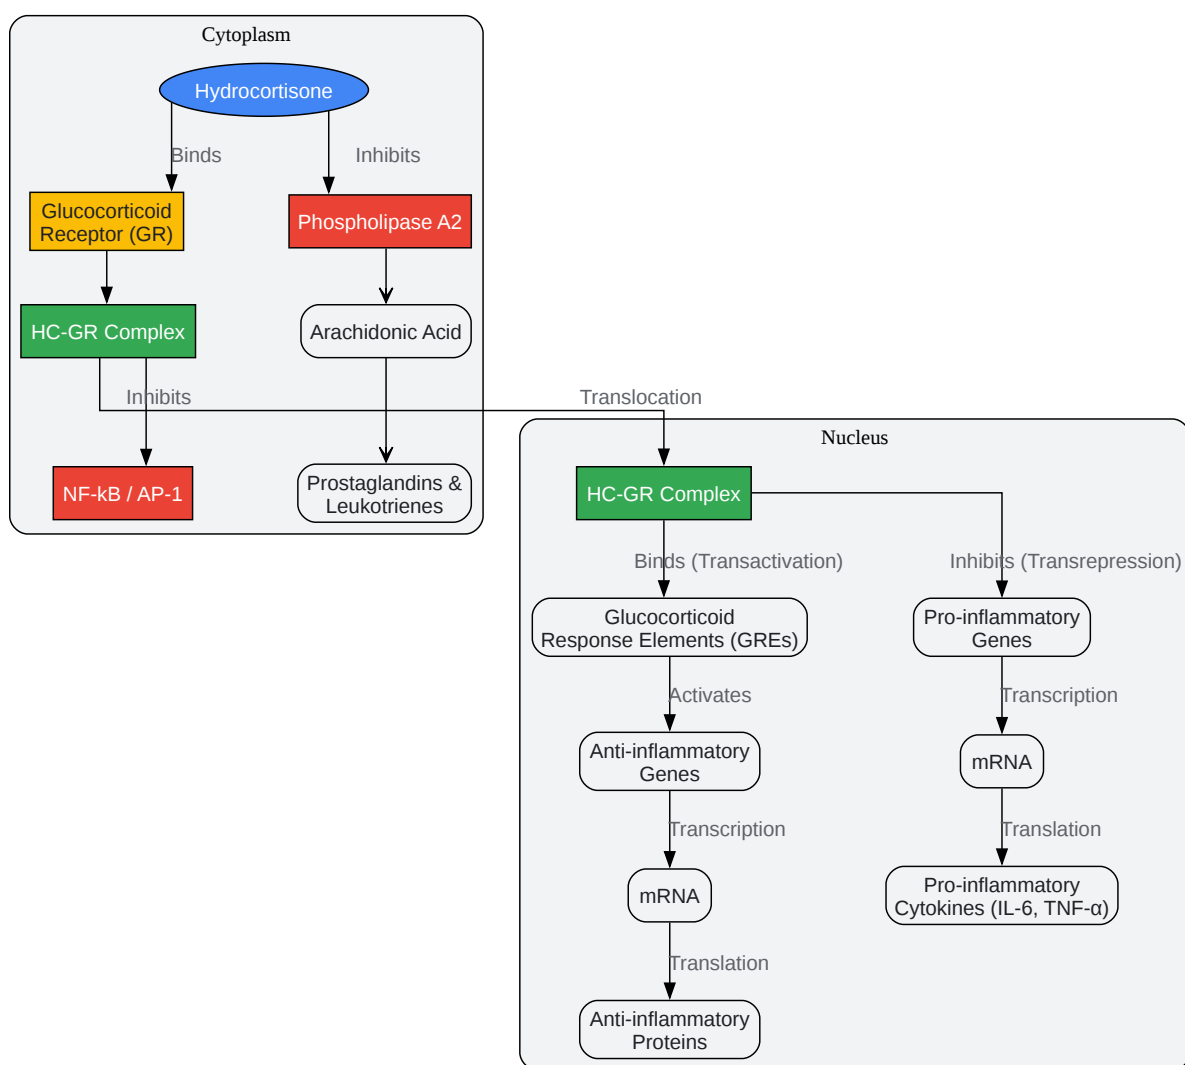 Cytoplasm
Hydrocortisone
Binds
Inhibits
Glucocorticoid
Receptor (GR)
Phospholipase A2
HC-GR Complex
Arachidonic Acid
Inhibits
Translocation
NF-kB / AP-1
Prostaglandins &
Leukotrienes
Nucleus
HC-GR Complex
Binds (Transactivation)
Inhibits (Transrepression)
Glucocorticoid
Response Elements (GREs)
Pro-inflammatory
Genes
Activates
Transcription
Anti-inflammatory
Genes
mRNA
Transcription
Translation
mRNA
Pro-inflammatory
Cytokines (IL-6, TNF-α)
Translation
Anti-inflammatory
Proteins